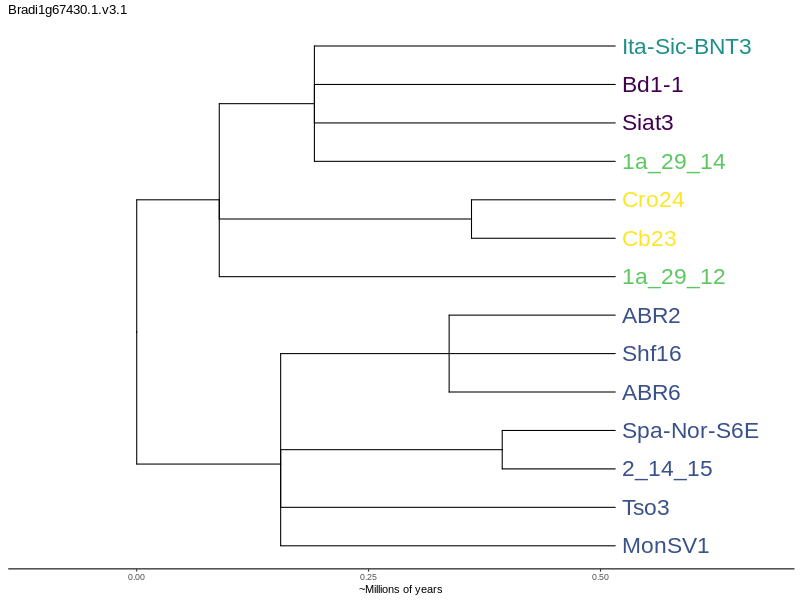 Bradi1g67430.1.v3.1
Ita-Sic-BNT3
Bd1-1
Siat3
1a_29_14
Cro24
Cb23
1a_29_12
ABR2
Shf16
ABR6
Spa-Nor-S6E
2_14_15
Tso3
MonSV1
0.00 0.25 0.50
~Millions of years